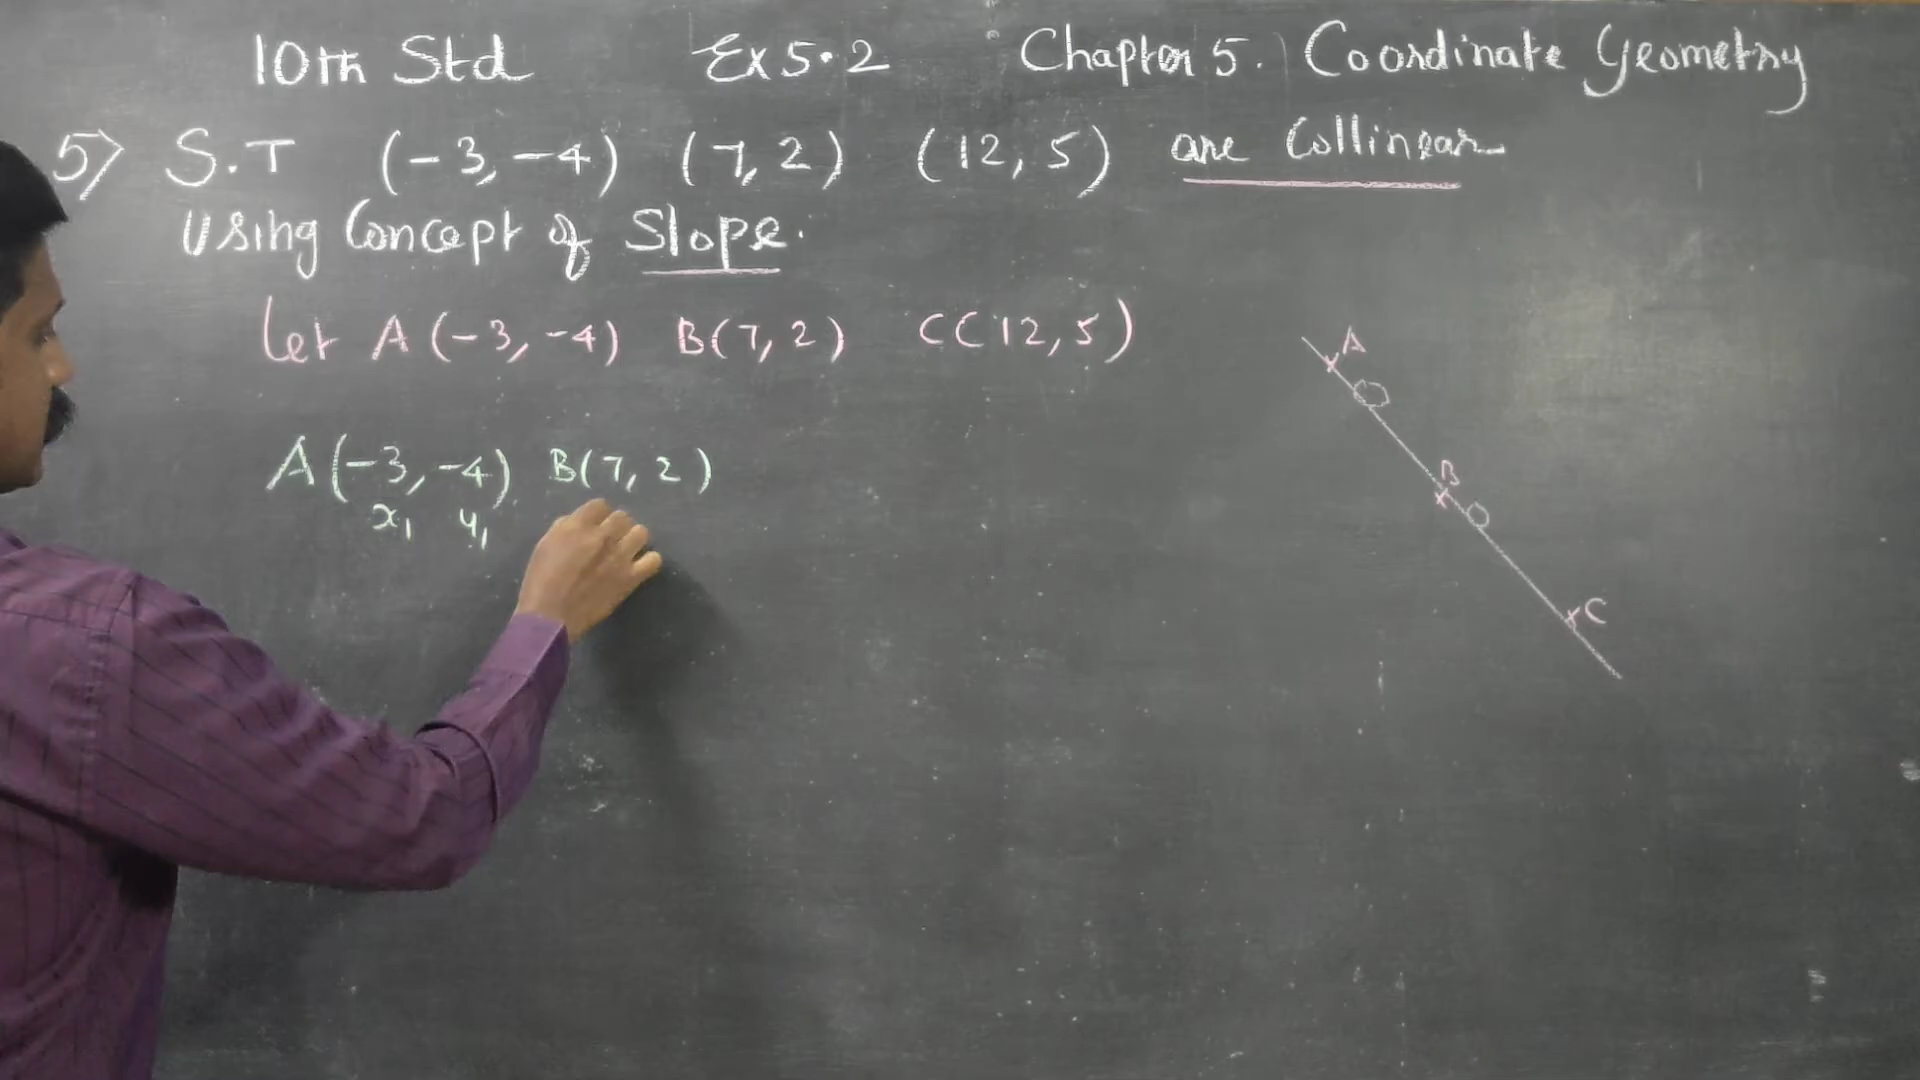 10th Std Ex 5.2 Chapter 5. Coordinate Geometry
5) S.T (-3, -4) (7, 2) (12, 5) are Collinear
Using Concept of Slope.
Let A (-3, -4) B(7, 2) C(12, 5)
A
A(-3, -4) B(7, 2)
x₁ y₁
B
C